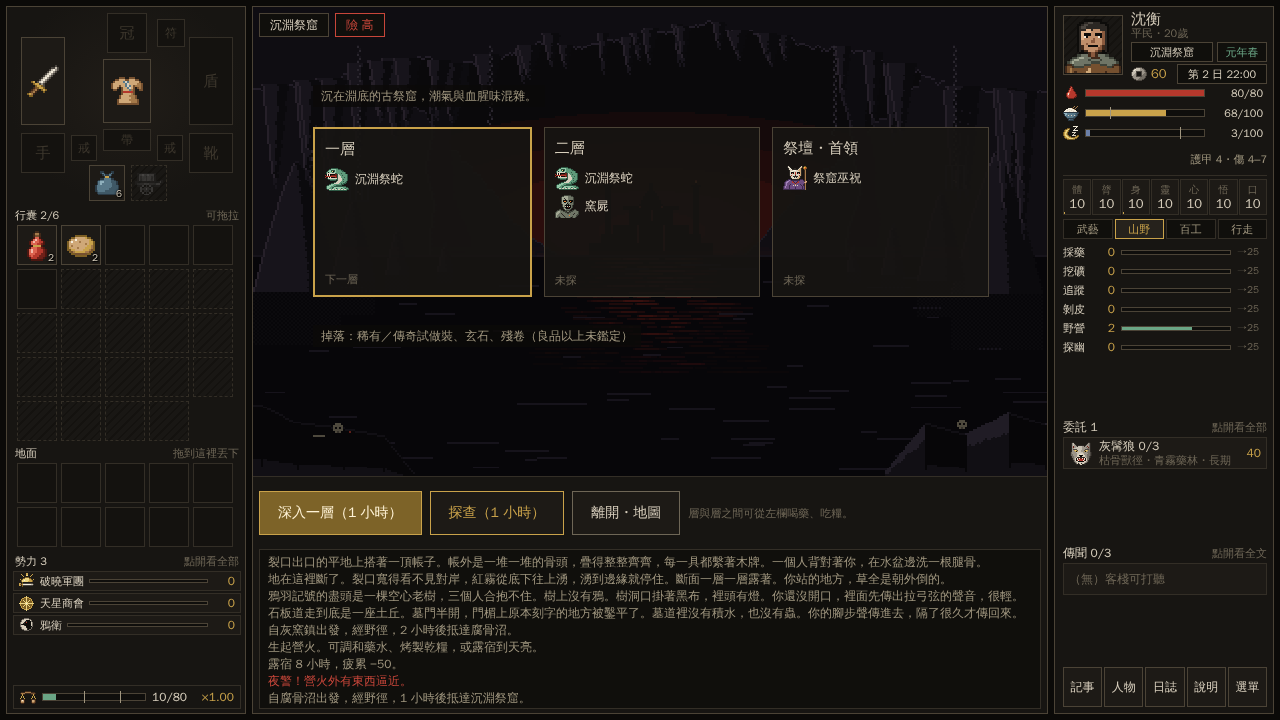 冠
符
盾
手
戒
帶
戒
靴
6
行囊 2/6
可拖拉
2
2
地面
拖到這裡丟下
勢力 3
點開看全部
破曉軍團
0
天星商會
0
鴉衛
0
10/80
×1.00
沉淵祭窟
險 高
沉在淵底的古祭窟，潮氣與血腥味混雜。
一層
沉淵祭蛇
下一層
二層
沉淵祭蛇
窯屍
未探
祭壇・首領
祭窟巫祝
未探
掉落：稀有／傳奇試做裝、玄石、殘卷（良品以上未鑑定）
深入一層（1 小時）
探查（1 小時）
離開・地圖
層與層之間可從左欄喝藥、吃糧。
裂口出口的平地上搭著一頂帳子。帳外是一堆一堆的骨頭，疊得整整齊齊，每一具都繫著木牌。一個人背對著你，在水盆邊洗一根腿骨。
地在這裡斷了。裂口寬得看不見對岸，紅霧從底下往上湧，湧到邊緣就停住。斷面一層一層露著。你站的地方，草全是朝外倒的。
鴉羽記號的盡頭是一棵空心老樹，三個人合抱不住。樹上沒有鴉。樹洞口掛著黑布，裡頭有燈。你還沒開口，裡面先傳出拉弓弦的聲音，很輕。
石板道走到底是一座土丘。墓門半開，門楣上原本刻字的地方被鑿平了。墓道裡沒有積水，也沒有蟲。你的腳步聲傳進去，隔了很久才傳回來。
自灰窯鎮出發，經野徑，2 小時後抵達腐骨沼。
生起營火。可調和藥水、烤製乾糧，或露宿到天亮。
露宿 8 小時，疲累 −50。
夜警！營火外有東西逼近。
自腐骨沼出發，經野徑，1 小時後抵達沉淵祭窟。
沈衡
平民・20歲
沉淵祭窟
元年春
60
第 2 日 22:00
80/80
68/100
3/100
護甲 4・傷 4–7
體
臂
身
靈
心
悟
口
10
10
10
10
10
10
10
武藝
山野
百工
行走
採藥
0
→25
挖礦
0
→25
追蹤
0
→25
剝皮
0
→25
野營
2
→25
探幽
0
→25
委託 1
點開看全部
灰髯狼 0/3
枯骨獸徑・青霧藥林・長期
40
傳聞 0/3
點開看全文
（無）客棧可打聽
記事
人物
日誌
說明
選單